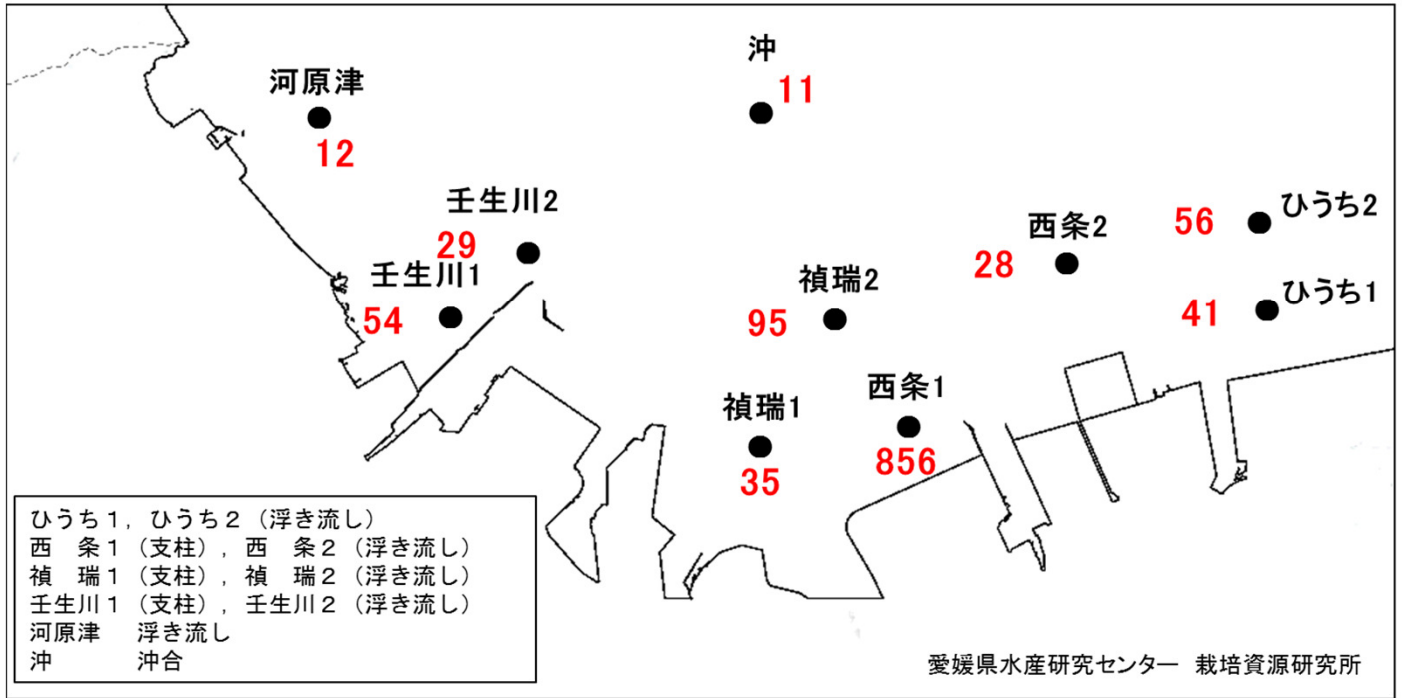 沖
11
河原津
12
壬生川2
29
壬生川1
54
ひうち2
56
西条2
28
ひうち1
41
禎瑞2
95
西条1
856
禎瑞1
35
ひうち１，ひうち２（浮き流し）
西　条１（支柱），西　条２（浮き流し）
禎　瑞１（支柱），禎　瑞２（浮き流し）
壬生川１（支柱），壬生川２（浮き流し）
河原津　　浮き流し
沖　　　　沖合
愛媛県水産研究センター　栽培資源研究所